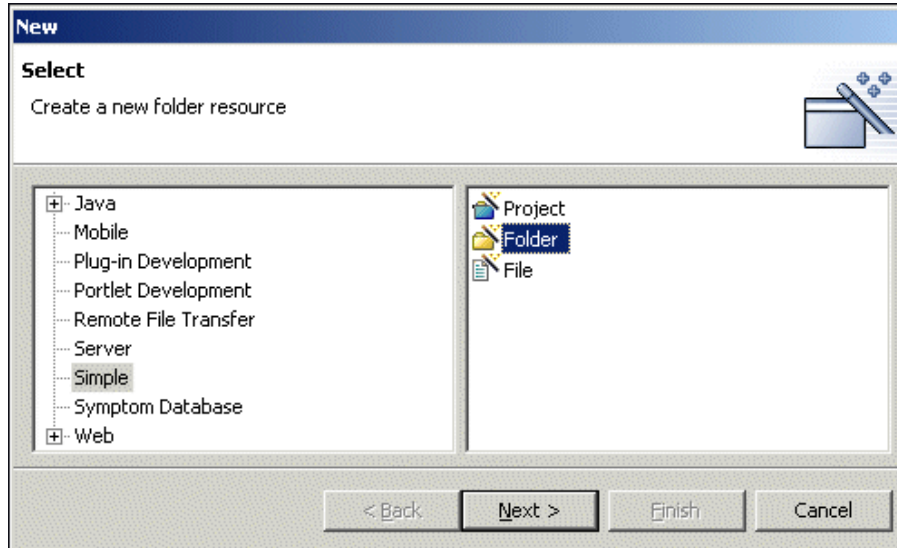 New
Select
Create a new folder resource
Java
Mobile
Plug-in Development
Portlet Development
Remote File Transfer
Server
Simple
Symptom Database
Web
Project
Folder
File
< Back
Next >
Finish
Cancel